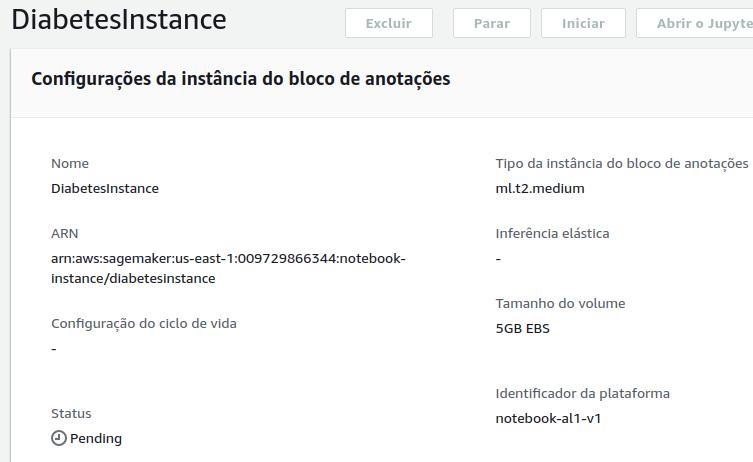 DiabetesInstance
Excluir
Parar
Iniciar
Abrir o Jupyte
Configurações da instância do bloco de anotações
Nome
DiabetesInstance
ARN
arn:aws:sagemaker:us-east-1:009729866344:notebook-
instance/diabetesinstance
Configuração do ciclo de vida
-
Status
Pending
Tipo da instância do bloco de anotações
ml.t2.medium
Inferência elástica
-
Tamanho do volume
5GB EBS
Identificador da plataforma
notebook-al1-v1